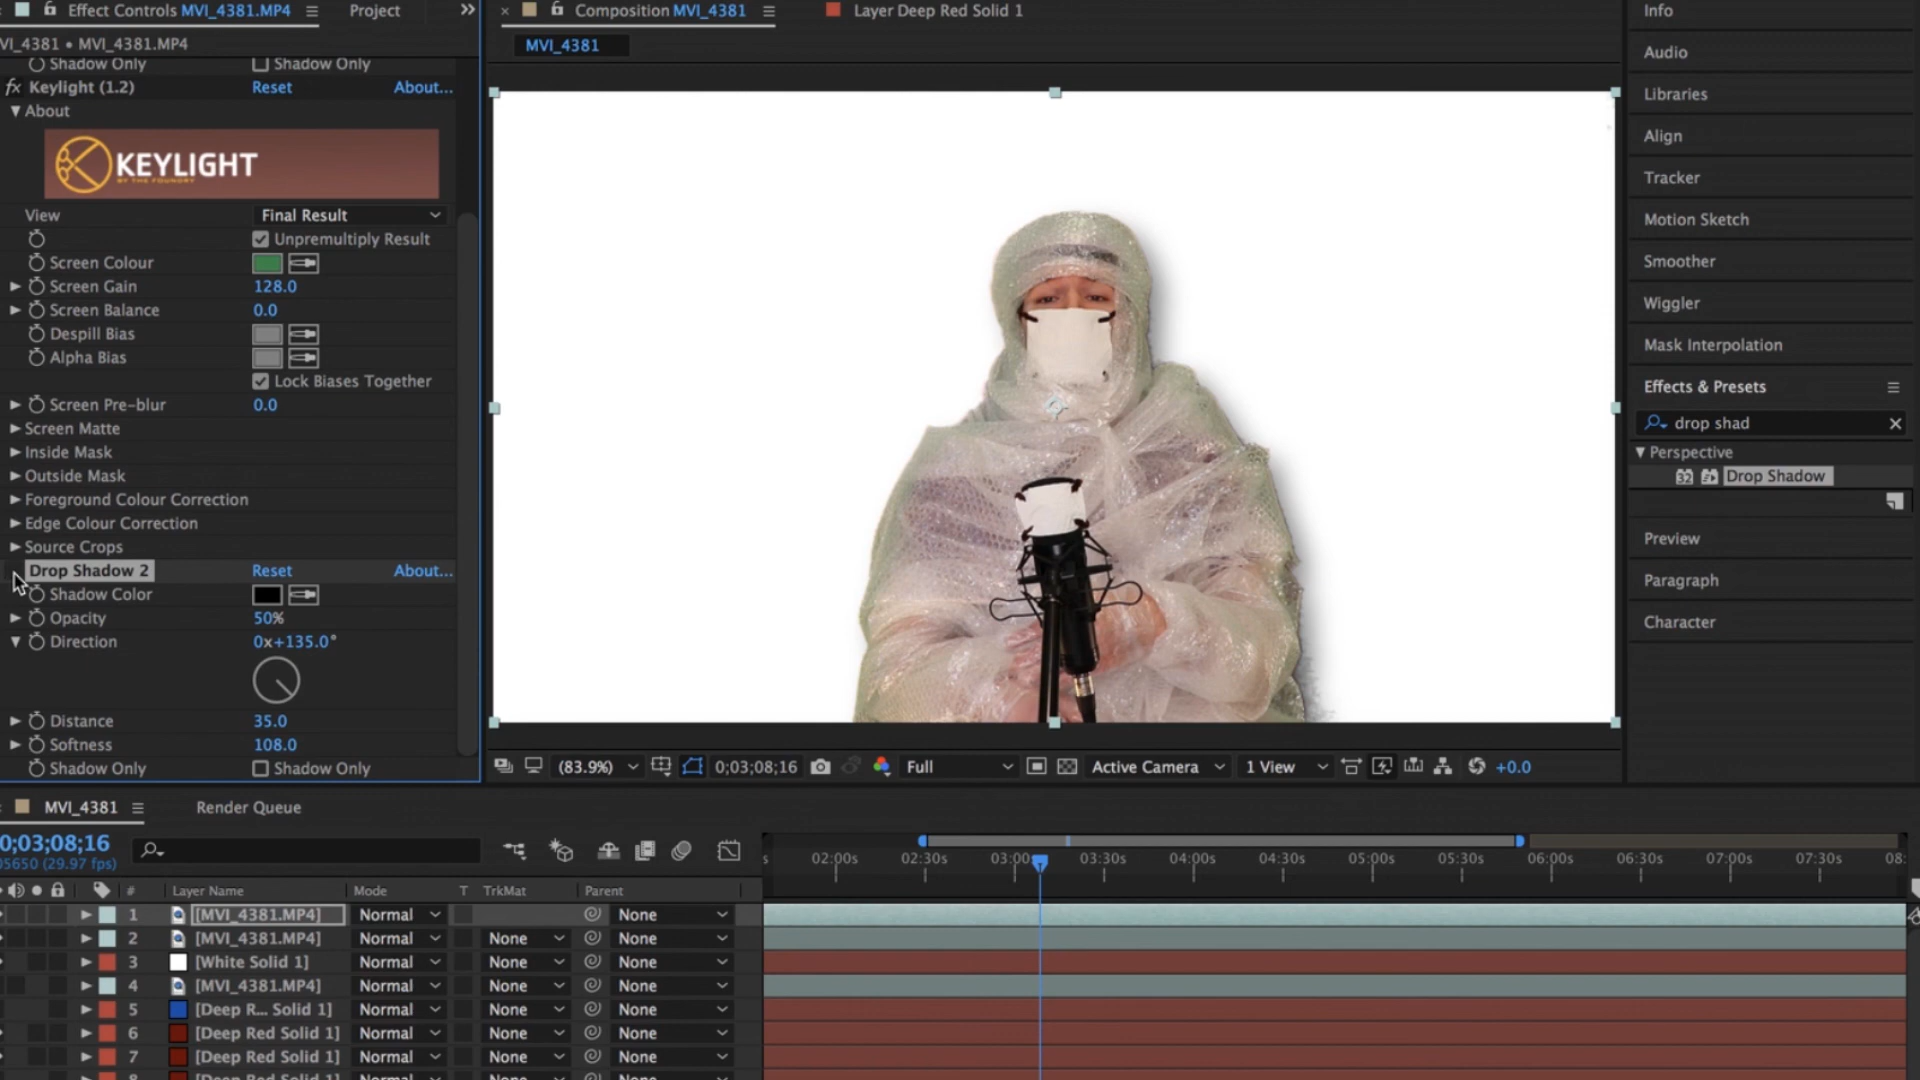 Effect Controls MVI_4381.MP4
Project
VI_4381 • MVI_4381.MP4
Shadow Only
Shadow Only
fx Keylight (1.2)
Reset
About...
About
KEYLIGHT
BY THE FOUNDRY
View
Final Result
Unpremultiply Result
Screen Colour
Screen Gain
128.0
Screen Balance
0.0
Despill Bias
Alpha Bias
Lock Biases Together
Screen Pre-blur
0.0
Screen Matte
Inside Mask
Outside Mask
Foreground Colour Correction
Edge Colour Correction
Source Crops
Drop Shadow 2
Reset
About...
Shadow Color
Opacity
50%
Direction
0x+135.0°
Distance
35.0
Softness
108.0
Shadow Only
Shadow Only
Composition MVI_4381
Layer Deep Red Solid 1
MVI_4381
(83.9%)
0;03;08;16
Full
Active Camera
1 View
+0.0
Info
Audio
Libraries
Align
Tracker
Motion Sketch
Smoother
Wiggler
Mask Interpolation
Effects & Presets
drop shad
Perspective
32
Drop Shadow
Preview
Paragraph
Character
MVI_4381
Render Queue
0;03;08;16
05650 (29.97 fps)
s 02:00s 02:30s 03:00s 03:30s 04:00s 04:30s 05:00s 05:30s 06:00s 06:30s 07:00s 07:30s 08:
# Layer Name Mode T TrkMat Parent
1 [MVI_4381.MP4] Normal None
2 [MVI_4381.MP4] Normal None None
3 [White Solid 1] Normal None None
4 [MVI_4381.MP4] Normal None None
5 [Deep R... Solid 1] Normal None None
6 [Deep Red Solid 1] Normal None None
7 [Deep Red Solid 1] Normal None None